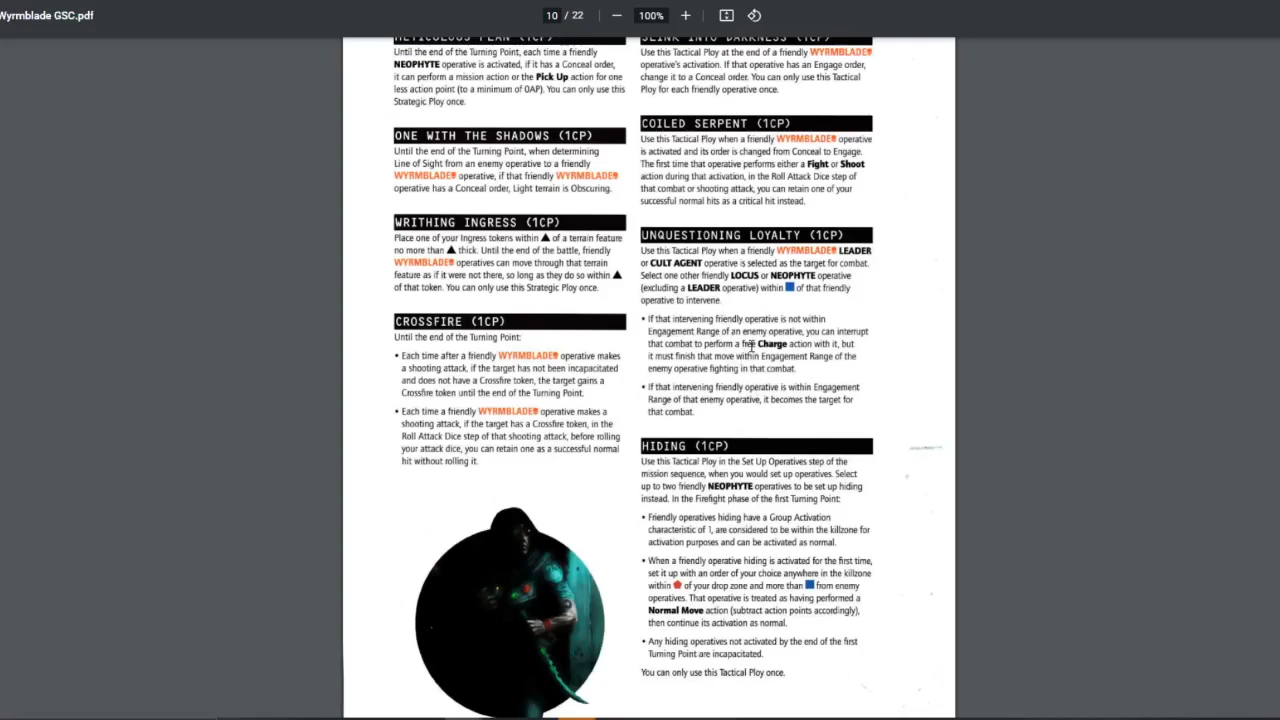 Wyrmblade GSC.pdf
10 / 22
100%
METICULOUS PLAN (1CP)
Until the end of the Turning Point, each time a friendly
NEOPHYTE operative is activated, if it has a Conceal order,
it can perform a mission action or the Pick Up action for one
less action point (to a minimum of 0AP). You can only use this
Strategic Ploy once.
ONE WITH THE SHADOWS (1CP)
Until the end of the Turning Point, when determining
Line of Sight from an enemy operative to a friendly
WYRMBLADE operative, if that friendly WYRMBLADE
operative has a Conceal order, Light terrain is Obscuring.
WRITHING INGRESS (1CP)
Place one of your Ingress tokens within ▲ of a terrain feature
no more than ▲ thick. Until the end of the battle, friendly
WYRMBLADE operatives can move through that terrain
feature as if it were not there, so long as they do so within ▲
of that token. You can only use this Strategic Ploy once.
CROSSFIRE (1CP)
Until the end of the Turning Point:
• Each time after a friendly WYRMBLADE operative makes
a shooting attack, if the target has not been incapacitated
and does not have a Crossfire token, the target gains a
Crossfire token until the end of the Turning Point.
• Each time a friendly WYRMBLADE operative makes a
shooting attack, if the target has a Crossfire token, in the
Roll Attack Dice step of that shooting attack, before rolling
your attack dice, you can retain one as a successful normal
hit without rolling it.
SLINK INTO DARKNESS (1CP)
Use this Tactical Ploy at the end of a friendly WYRMBLADE
operative's activation. If that operative has an Engage order,
change it to a Conceal order. You can only use this Tactical
Ploy for each friendly operative once.
COILED SERPENT (1CP)
Use this Tactical Ploy when a friendly WYRMBLADE operative
is activated and its order is changed from Conceal to Engage.
The first time that operative performs either a Fight or Shoot
action during that activation, in the Roll Attack Dice step of
that combat or shooting attack, you can retain one of your
successful normal hits as a critical hit instead.
UNQUESTIONING LOYALTY (1CP)
Use this Tactical Ploy when a friendly WYRMBLADE LEADER
or CULT AGENT operative is selected as the target for combat.
Select one other friendly LOCUS or NEOPHYTE operative
(excluding a LEADER operative) within ■ of that friendly
operative to intervene.
• If that intervening friendly operative is not within
Engagement Range of an enemy operative, you can interrupt
that combat to perform a free Charge action with it, but
it must finish that move within Engagement Range of the
enemy operative fighting in that combat.
• If that intervening friendly operative is within Engagement
Range of that enemy operative, it becomes the target for
that combat.
HIDING (1CP)
Use this Tactical Ploy in the Set Up Operatives step of the
mission sequence, when you would set up operatives. Select
up to two friendly NEOPHYTE operatives to be set up hiding
instead. In the Firefight phase of the first Turning Point:
• Friendly operatives hiding have a Group Activation
characteristic of 1, are considered to be within the killzone for
activation purposes and can be activated as normal.
• When a friendly operative hiding is activated for the first time,
set it up with an order of your choice anywhere in the killzone
within ⬟ of your drop zone and more than ■ from enemy
operatives. That operative is treated as having performed a
Normal Move action (subtract action points accordingly),
then continue its activation as normal.
• Any hiding operatives not activated by the end of the first
Turning Point are incapacitated.
You can only use this Tactical Ploy once.